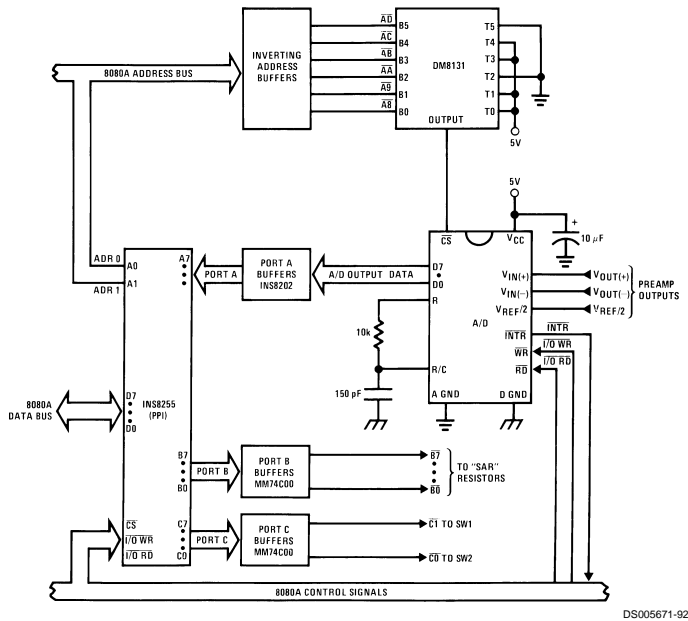 8080A ADDRESS BUS
INVERTING
ADDRESS
BUFFERS
AD
AC
AB
AA
A9
A8
B5
B4
B3
B2
B1
B0
DM8131
OUTPUT
T5
T4
T3
T2
T1
T0
5V
5V
+
10 μF
CS
VCC
D7
D0
R
R/C
A GND
D GND
A/D
VIN(+)
VIN(−)
VREF/2
INTR
WR
RD
VOUT(+)
VOUT(−)
VREF/2
PREAMP
OUTPUTS
INTR
I/O WR
I/O RD
10k
150 pF
ADR 0
ADR 1
A0
A1
A7
PORT A
PORT A
BUFFERS
INS8202
A/D OUTPUT DATA
8080A
DATA BUS
D7
D0
INS8255
(PPI)
B7
B0
PORT B
PORT B
BUFFERS
MM74C00
B7
B0
TO "SAR"
RESISTORS
CS
I/O WR
I/O RD
C7
C0
PORT C
PORT C
BUFFERS
MM74C00
C1 TO SW1
C0 TO SW2
8080A CONTROL SIGNALS
DS005671-92